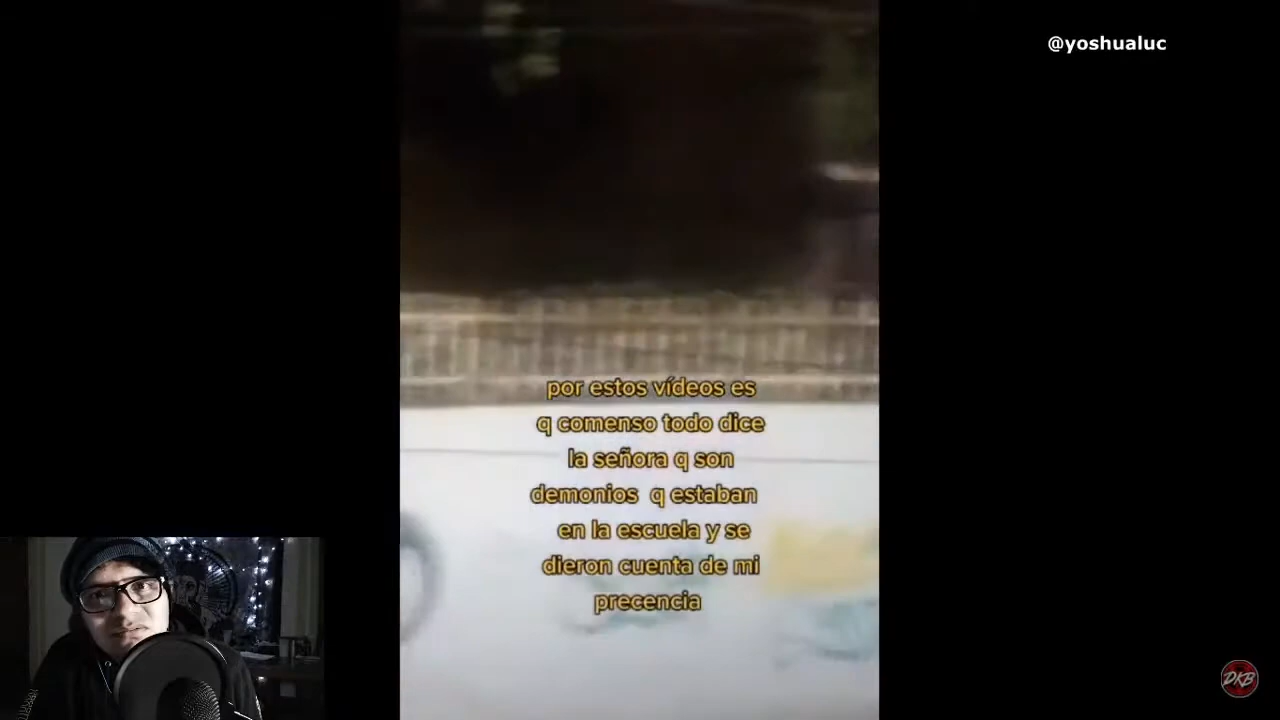 @yoshualuc
por estos vídeos es
q comenso todo dice
la señora q son
demonios q estaban
en la escuela y se
dieron cuenta de mi
precencia
DKB